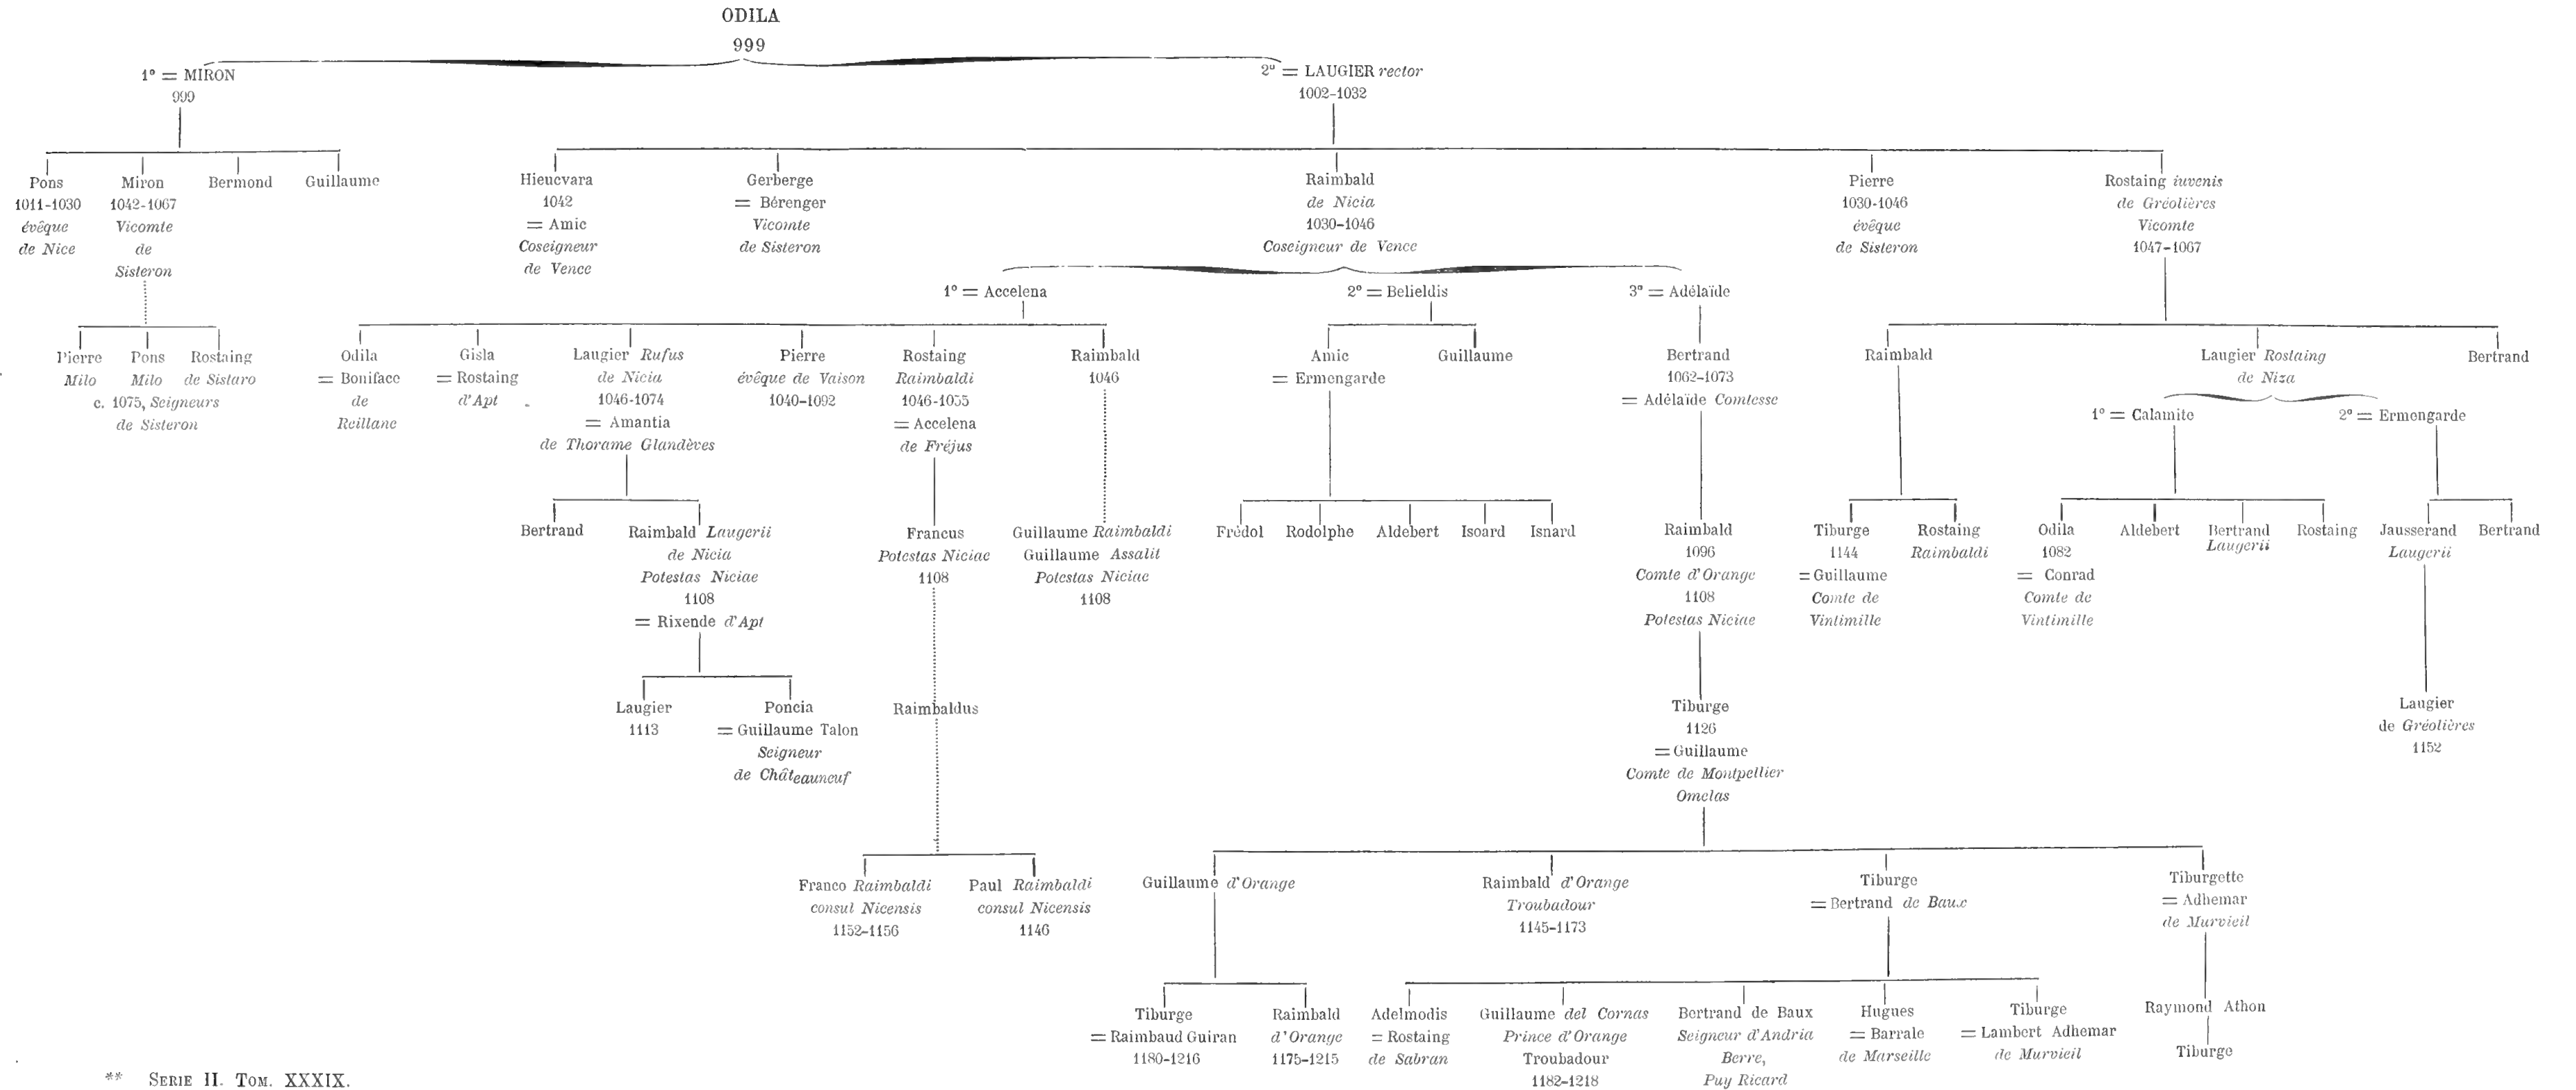 ODILA
999
1º = MIRON
999
2º = LAUGIER rector
1002-1032
Pons
1011-1030
évêque
de Nice
Miron
1042-1067
Vicomte
de
Sisteron
Bermond
Guillaume
Hieucvara
1042
= Amic
Coseigneur
de Vence
Gerberge
= Bérenger
Vicomte
de Sisteron
Raimbald
de Nicia
1030-1046
Coseigneur de Vence
Pierre
1030-1046
évêque
de Sisteron
Rostaing iuvenis
de Gréolières
Vicomte
1047-1067
1º = Accelena
2º = Belieldis
3º = Adélaïde
Pierre
Milo
Pons
Milo
Rostaing
de Sistaro
c. 1075, Seigneurs
de Sisteron
Odila
= Boniface
de
Reillane
Gisla
= Rostaing
d'Apt
Laugier Rufus
de Nicia
1046-1074
= Amantia
de Thorame Glandèves
Pierre
évêque de Vaison
1040-1092
Rostaing
Raimbaldi
1046-1055
= Accelena
de Fréjus
Raimbald
1046
Amic
= Ermengarde
Guillaume
Bertrand
1062-1073
= Adélaïde Comtesse
Raimbald
Laugier Rostaing
de Niza
Bertrand
1º = Calamite
2º = Ermengarde
Bertrand
Raimbald Laugerii
de Nicia
Potestas Niciae
1108
= Rixende d'Apt
Francus
Potestas Niciae
1108
Guillaume Raimbaldi
Guillaume Assalit
Potestas Niciae
1108
Frédol
Rodolphe
Aldebert
Isoard
Isnard
Raimbald
1096
Comte d'Orange
1108
Potestas Niciae
Tiburge
1144
= Guillaume
Comte de
Vintimille
Rostaing
Raimbaldi
Odila
1082
= Conrad
Comte de
Vintimille
Aldebert
Bertrand
Laugerii
Rostaing
Jausserand
Laugerii
Bertrand
Laugier
1113
Poncia
= Guillaume Talon
Seigneur
de Châteauneuf
Raimbaldus
Tiburge
1126
= Guillaume
Comte de Montpellier
Omelas
Laugier
de Gréolières
1152
Franco Raimbaldi
consul Nicensis
1152-1156
Paul Raimbaldi
consul Nicensis
1146
Guillaume d'Orange
Raimbald d'Orange
Troubadour
1145-1173
Tiburge
= Bertrand de Baux
Tiburgette
= Adhemar
de Murvieil
Tiburge
= Raimbaud Guiran
1180-1216
Raimbald
d'Orange
1175-1215
Adelmodis
= Rostaing
de Sabran
Guillaume del Cornas
Prince d'Orange
Troubadour
1182-1218
Bertrand de Baux
Seigneur d'Andria
Berre,
Puy Ricard
Hugues
= Barrale
de Marseille
Tiburge
= Lambert Adhemar
de Murvieil
Raymond Athon
Tiburge
** SERIE II. TOM. XXXIX.